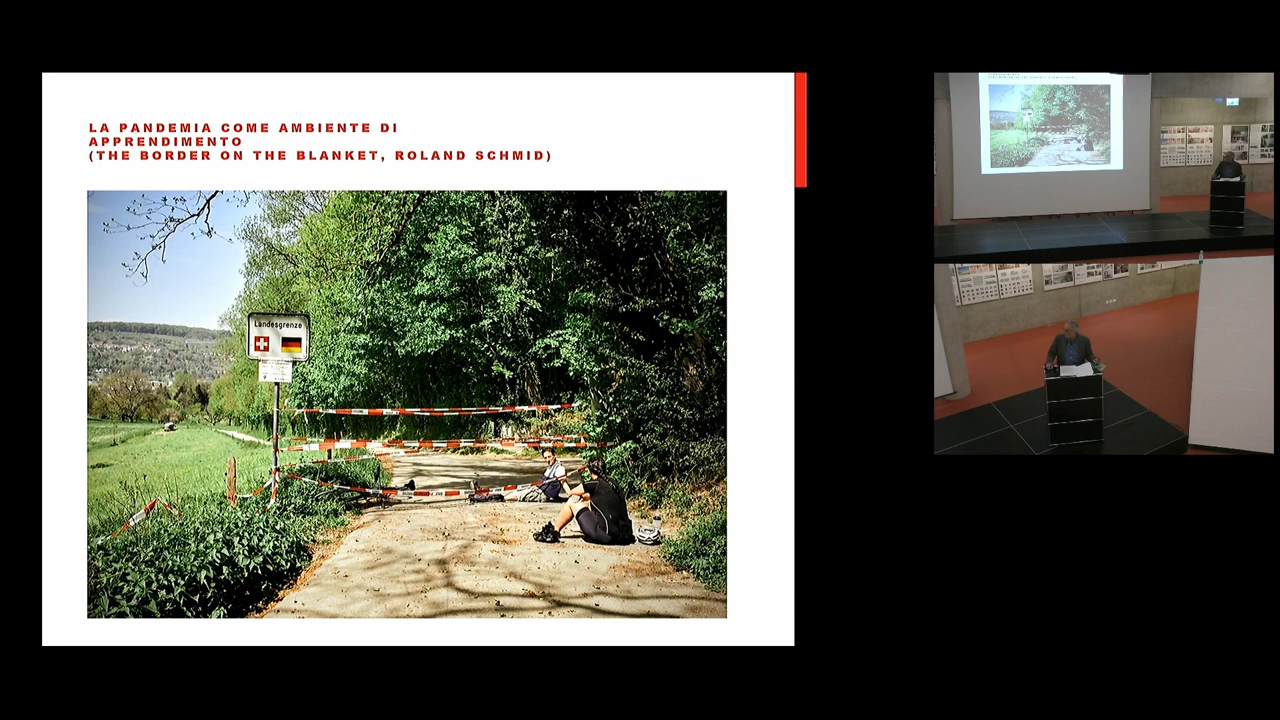 LA PANDEMIA COME AMBIENTE DI
APPRENDIMENTO
(THE BORDER ON THE BLANKET, ROLAND SCHMID)
Landesgrenze